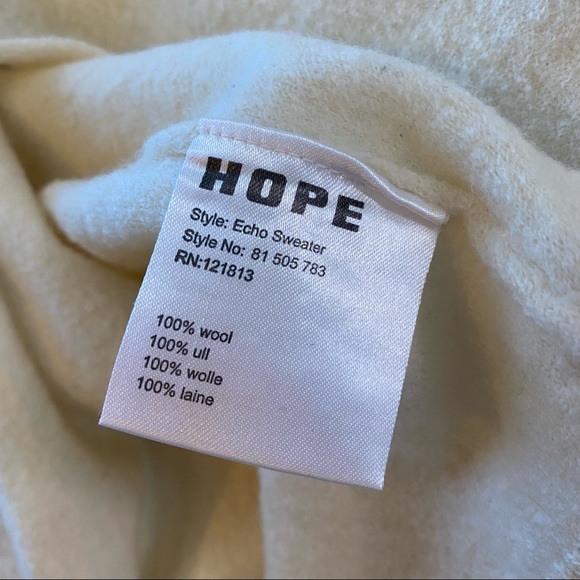 HOPE
Style: Echo Sweater
Style No: 81 505 783
RN:121813
100% wool
100% ull
100% wolle
100% laine